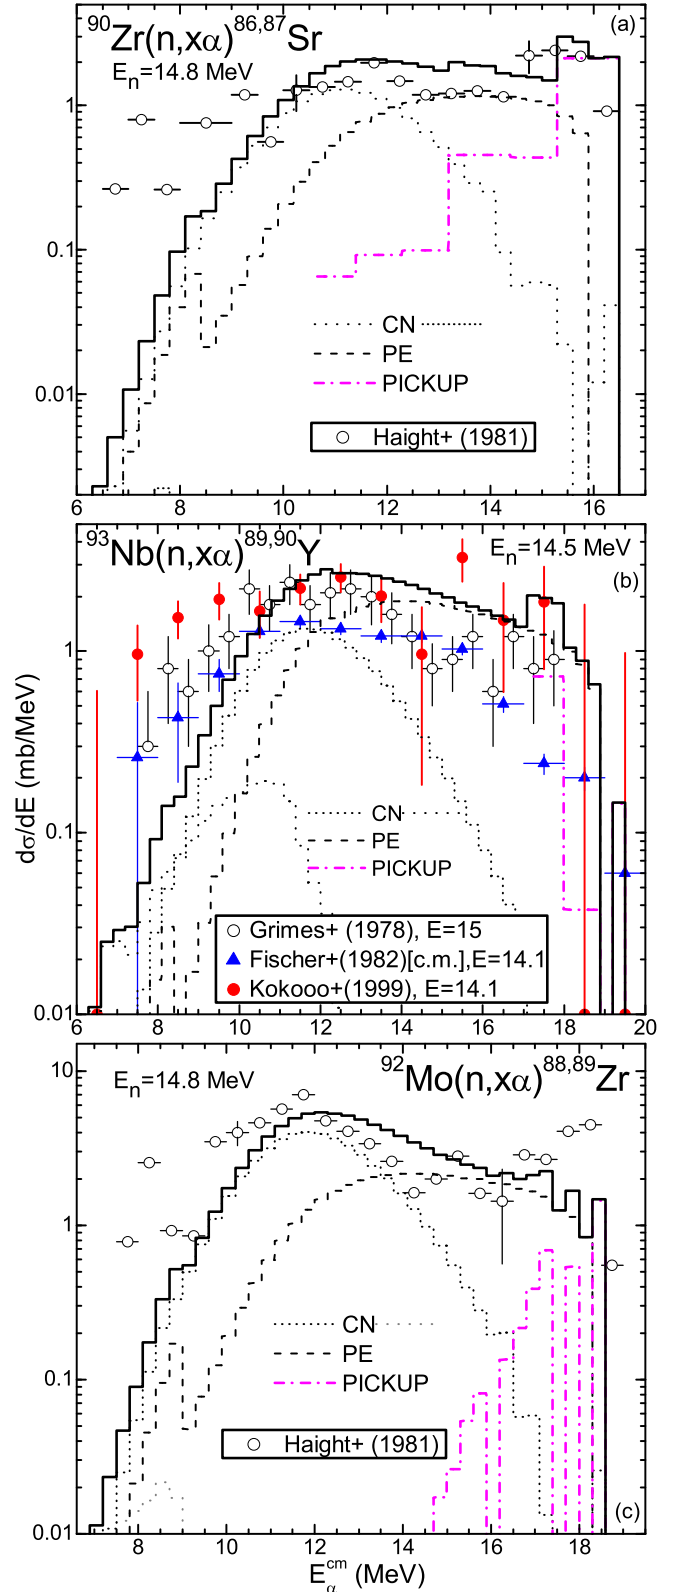 ⁹⁰Zr(n,xα)⁸⁶,⁸⁷Sr
(a)
Eₙ=14.8 MeV
1
0.1
0.01
CN
PE
PICKUP
Haight+ (1981)
6 8 10 12 14 16
⁹³Nb(n,xα)⁸⁹,⁹⁰Y
Eₙ=14.5 MeV
(b)
1
0.1
0.01
dσ/dE (mb/MeV)
CN
PE
PICKUP
Grimes+ (1978), E=15
Fischer+(1982)[c.m.],E=14.1
Kokooo+(1999), E=14.1
6 8 10 12 14 16 18 20
10
Eₙ=14.8 MeV
⁹²Mo(n,xα)⁸⁸,⁸⁹Zr
1
0.1
0.01
CN
PE
PICKUP
Haight+ (1981)
(c)
8 10 12 14 16 18
E_α^cm (MeV)